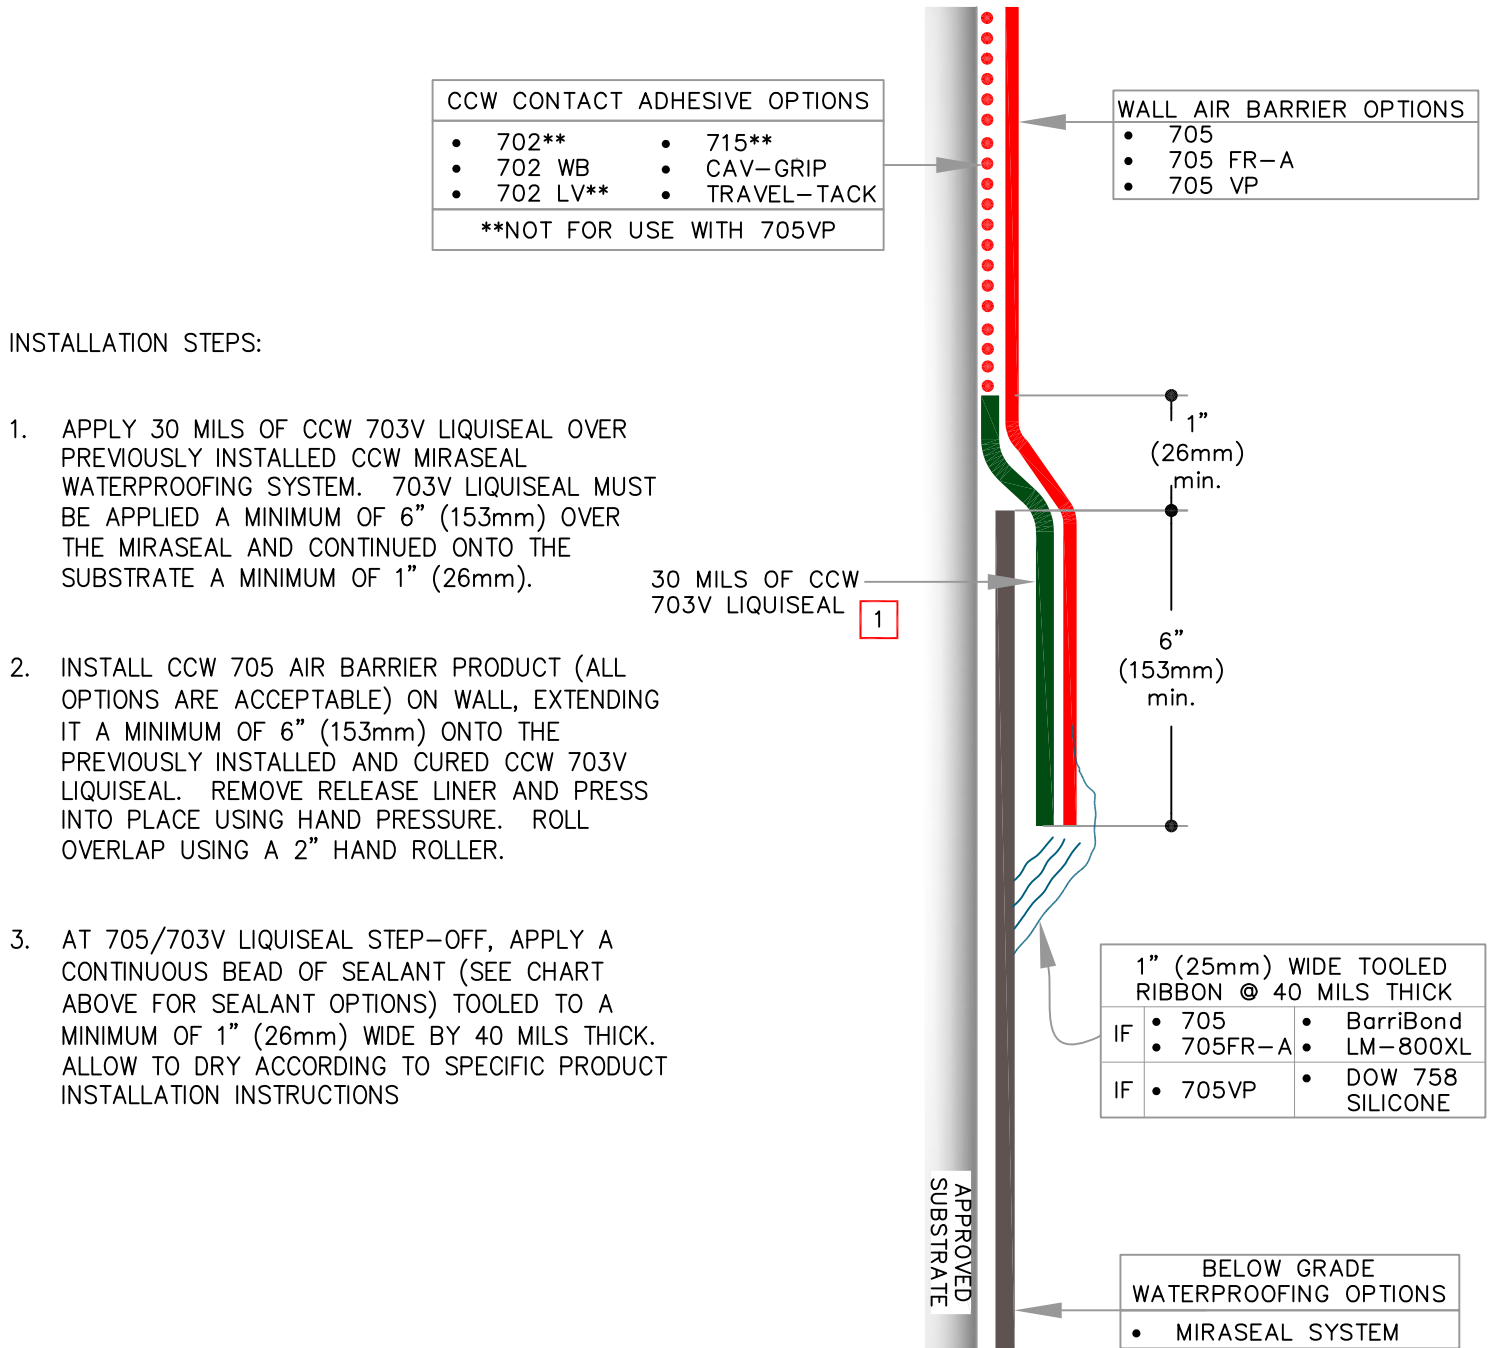 CCW CONTACT ADHESIVE OPTIONS
• 702** • 715**
• 702 WB • CAV-GRIP
• 702 LV** • TRAVEL-TACK
**NOT FOR USE WITH 705VP
WALL AIR BARRIER OPTIONS
• 705
• 705 FR-A
• 705 VP
INSTALLATION STEPS:
1. APPLY 30 MILS OF CCW 703V LIQUISEAL OVER
PREVIOUSLY INSTALLED CCW MIRASEAL
WATERPROOFING SYSTEM. 703V LIQUISEAL MUST
BE APPLIED A MINIMUM OF 6" (153mm) OVER
THE MIRASEAL AND CONTINUED ONTO THE
SUBSTRATE A MINIMUM OF 1" (26mm).
2. INSTALL CCW 705 AIR BARRIER PRODUCT (ALL
OPTIONS ARE ACCEPTABLE) ON WALL, EXTENDING
IT A MINIMUM OF 6" (153mm) ONTO THE
PREVIOUSLY INSTALLED AND CURED CCW 703V
LIQUISEAL. REMOVE RELEASE LINER AND PRESS
INTO PLACE USING HAND PRESSURE. ROLL
OVERLAP USING A 2" HAND ROLLER.
3. AT 705/703V LIQUISEAL STEP-OFF, APPLY A
CONTINUOUS BEAD OF SEALANT (SEE CHART
ABOVE FOR SEALANT OPTIONS) TOOLED TO A
MINIMUM OF 1" (26mm) WIDE BY 40 MILS THICK.
ALLOW TO DRY ACCORDING TO SPECIFIC PRODUCT
INSTALLATION INSTRUCTIONS
30 MILS OF CCW
703V LIQUISEAL
1
1"
(26mm)
min.
6"
(153mm)
min.
1" (25mm) WIDE TOOLED
RIBBON @ 40 MILS THICK
IF • 705 • BarriBond
• 705FR-A • LM-800XL
IF • 705VP • DOW 758
SILICONE
APPROVED
SUBSTRATE
BELOW GRADE
WATERPROOFING OPTIONS
• MIRASEAL SYSTEM